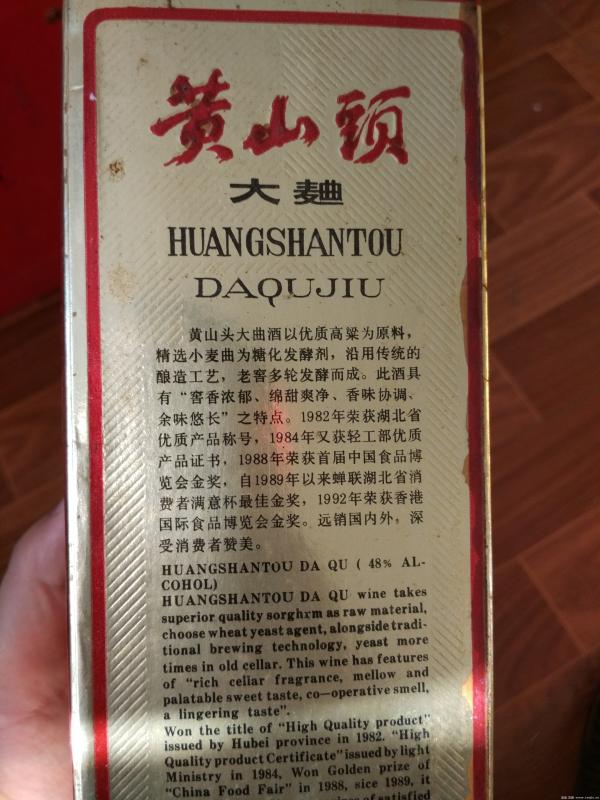 黄山頭
大麯
HUANGSHANTOU
DAQUJIU
黄山头大曲酒以优质高粱为原料，
精选小麦曲为糖化发酵剂，沿用传统的
酿造工艺，老窖多轮发酵而成。此酒具
有“窖香浓郁、绵甜爽净、香味协调、
余味悠长”之特点。1982年荣获湖北省
优质产品称号，1984年又获轻工部优质
产品证书，1988年荣获首届中国食品博
览会金奖，自1989年以来蝉联湖北省消
费者满意杯最佳金奖，1992年荣获香港
国际食品博览会金奖。远销国内外，深
受消费者赞美。
HUANGSHANTOU DA QU ( 48% AL-
COHOL)
HUANGSHANTOU DA QU wine takes
superior quality sorghrm as raw material,
choose wheat yeast agent, alongside tradi-
tional brewing technology, yeast more
times in old cellar. This wine has features
of “rich cellar fragrance, mellow and
palatable sweet taste, co—operative smell,
a lingering taste”.
Won the title of “High Quality product”
issued by Hubei province in 1982. “High
Quality product Certificate” issued by light
Ministry in 1984, Won Golden prize of
“China Food Fair” in 1988, sice 1989, it
of satisfied